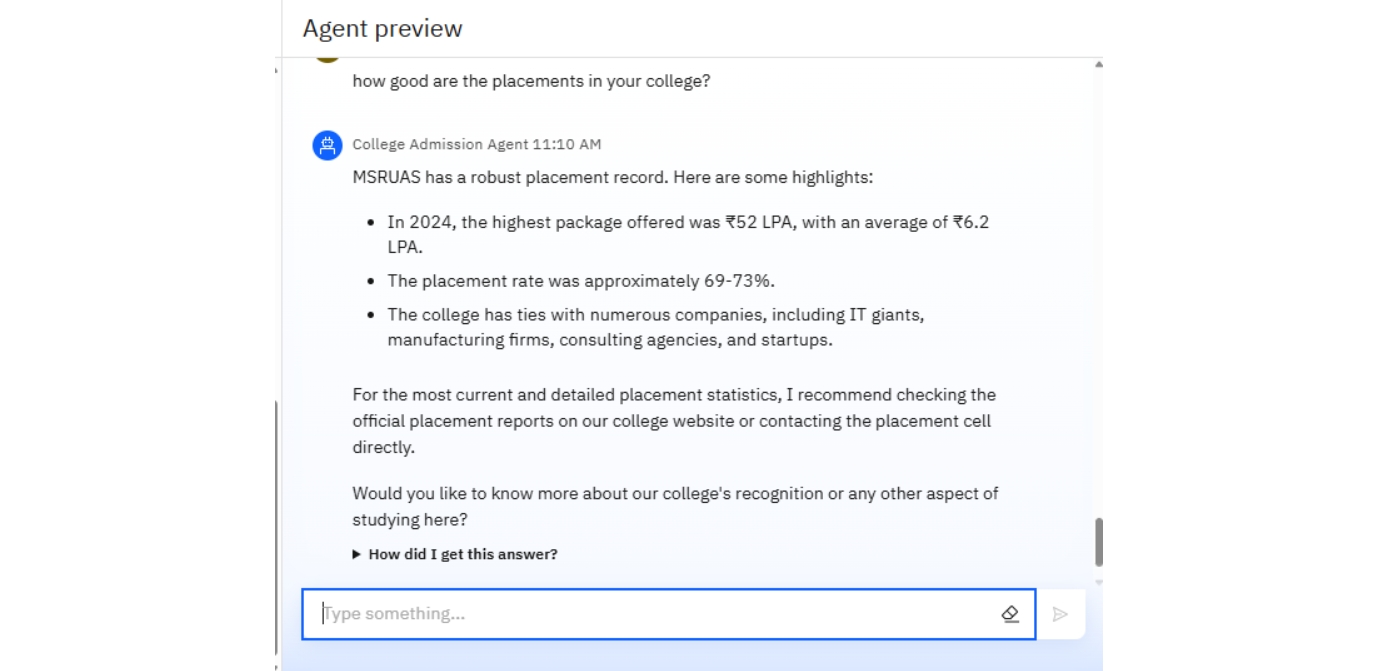 Agent preview
how good are the placements in your college?
College Admission Agent 11:10 AM
MSRUAS has a robust placement record. Here are some highlights:
• In 2024, the highest package offered was ₹52 LPA, with an average of ₹6.2
LPA.
• The placement rate was approximately 69-73%.
• The college has ties with numerous companies, including IT giants,
manufacturing firms, consulting agencies, and startups.
For the most current and detailed placement statistics, I recommend checking the
official placement reports on our college website or contacting the placement cell
directly.
Would you like to know more about our college's recognition or any other aspect of
studying here?
How did I get this answer?
Type something...